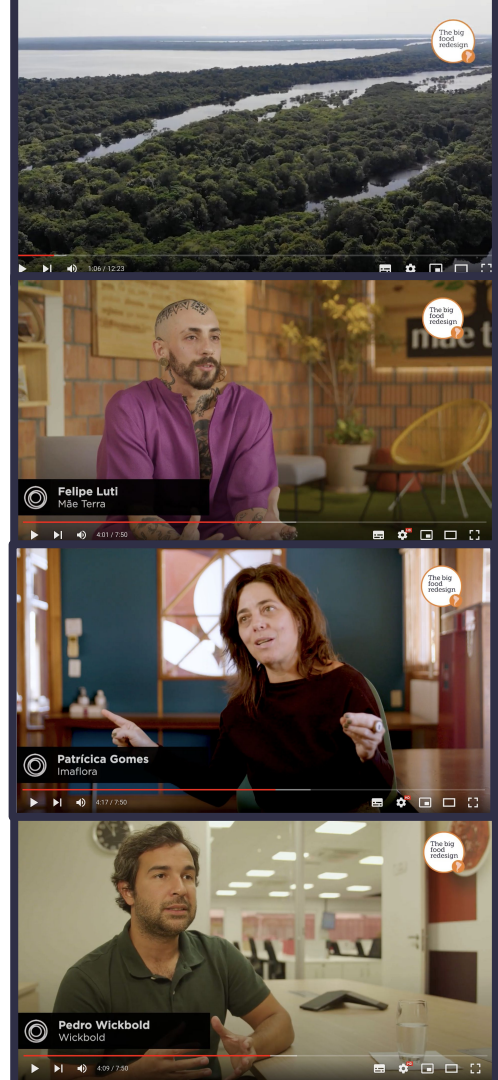 The big
food
redesign
1:06 / 12:23
The big
food
redesign
mãe t
Felipe Luti
Mãe Terra
4:01 / 7:50
The big
food
redesign
Patrícica Gomes
Imaflora
4:17 / 7:50
The big
food
redesign
Pedro Wickbold
Wickbold
4:09 / 7:50